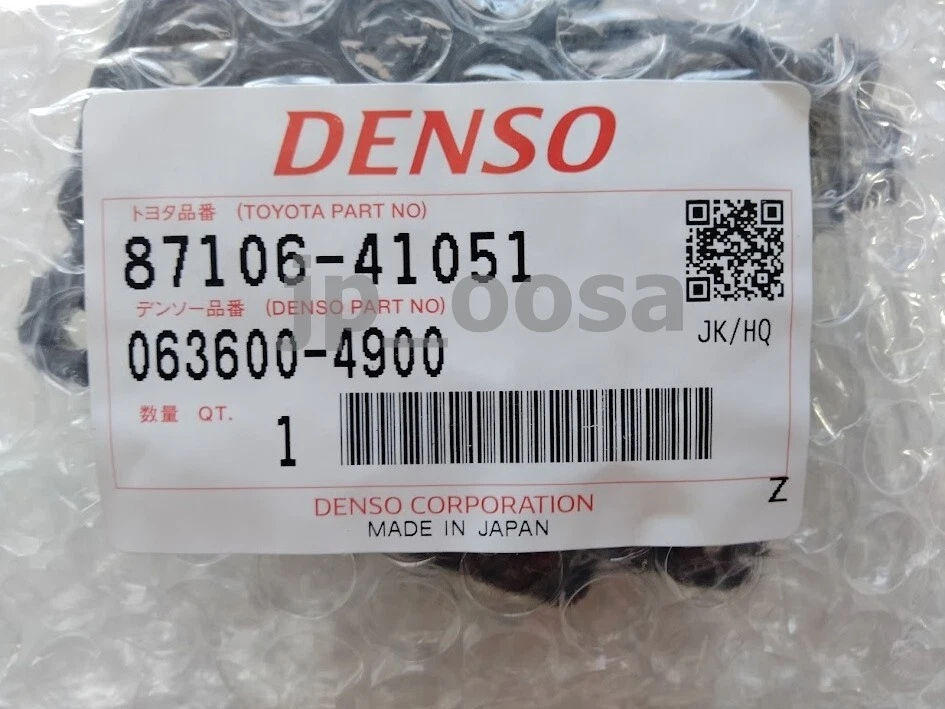 DENSO
トヨタ品番 (TOYOTA PART NO)
87106-41051
デンソー品番 (DENSO PART NO)
063600-4900
jp_oosa
JK/HQ
数量 QT.
1
Z
DENSO CORPORATION
MADE IN JAPAN